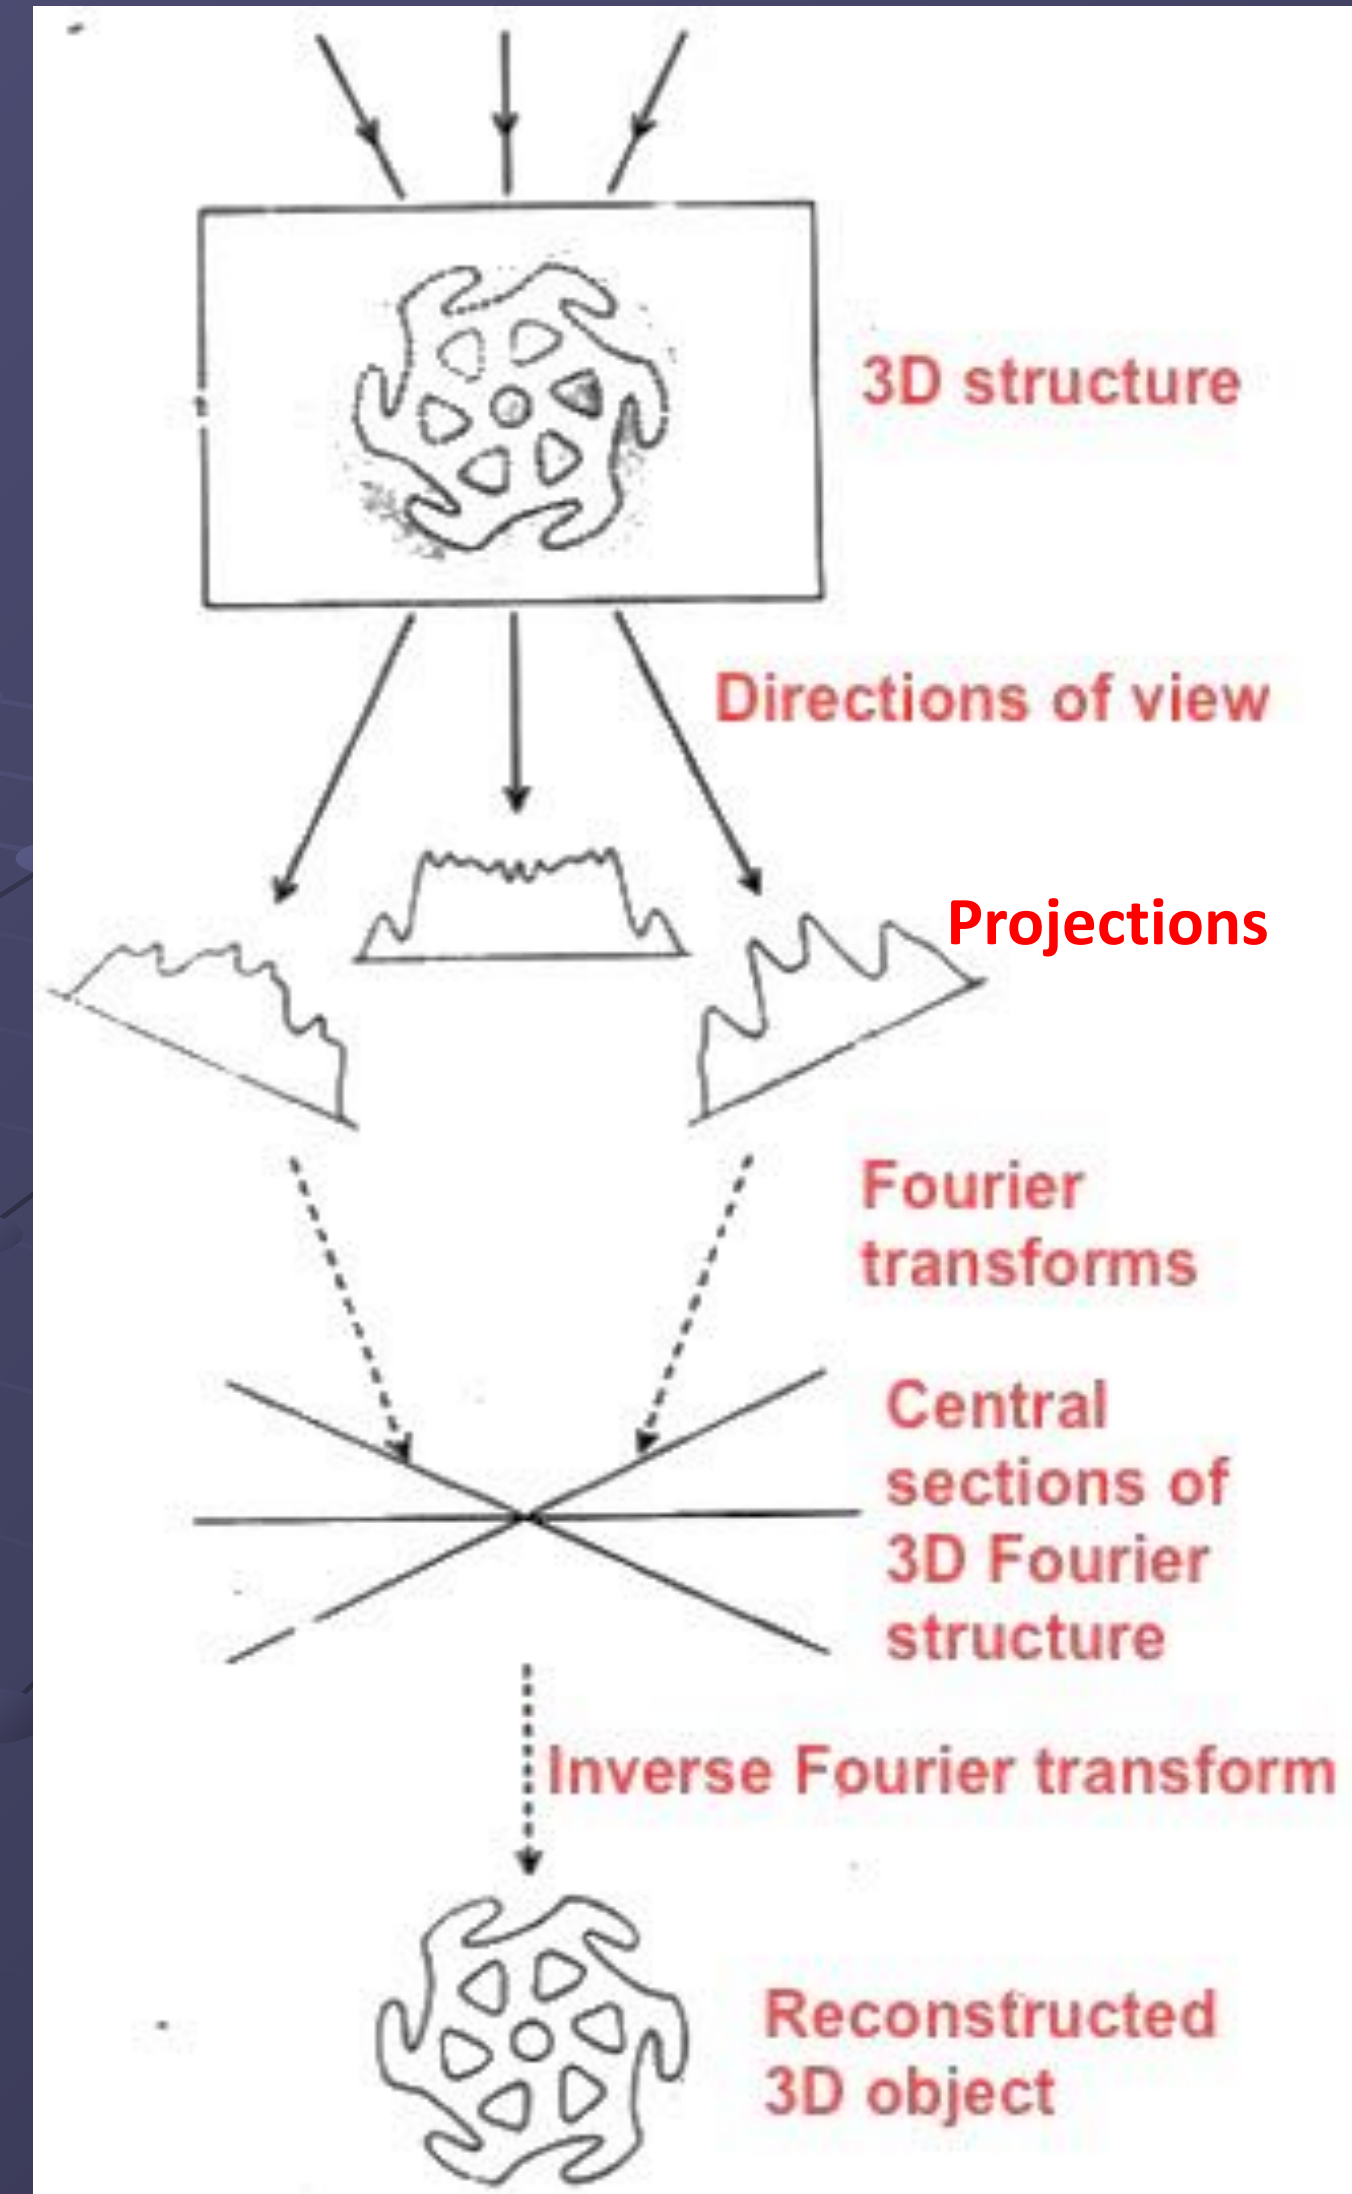 3D structure
Directions of view
Projections
Fourier
transforms
Central
sections of
3D Fourier
structure
Inverse Fourier transform
Reconstructed
3D object